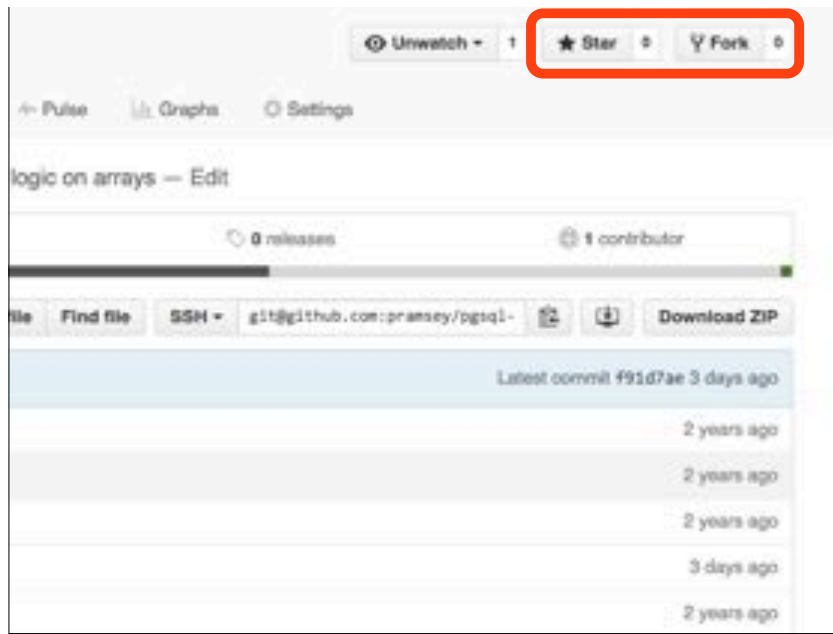 Unwatch 1 Star 0 Fork 0
Pulse Graphs Settings
logic on arrays — Edit
0 releases 1 contributor
file Find file SSH git@github.com:pramsey/pgsql- Download ZIP
Latest commit f91d7ae 3 days ago
2 years ago
2 years ago
2 years ago
3 days ago
2 years ago